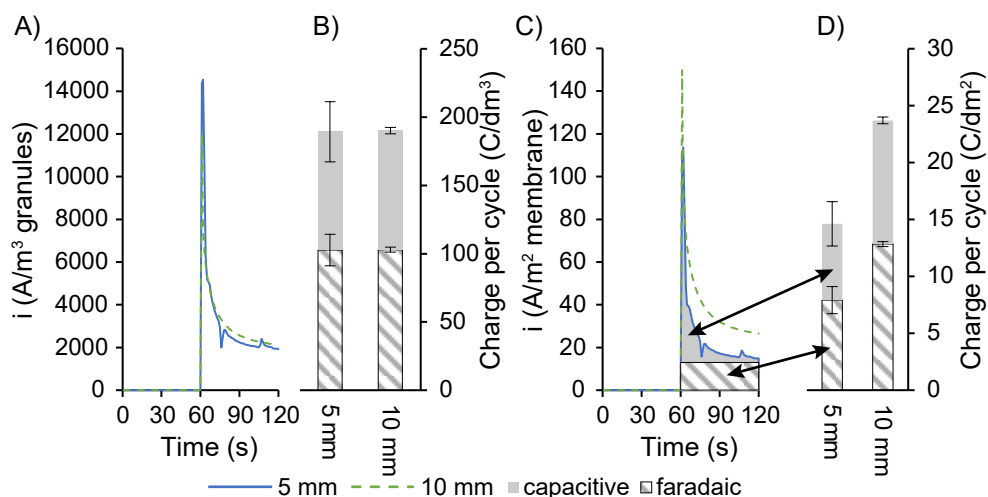 A)
B)
C)
D)
i (A/m³ granules)
16000
14000
12000
10000
8000
6000
4000
2000
0
0 30 60 90 120
Time (s)
250
200
150
100
50
0
Charge per cycle (C/dm³)
5 mm
10 mm
i (A/m² membrane)
160
140
120
100
80
60
40
20
0
0 30 60 90 120
Time (s)
30
25
20
15
10
5
0
Charge per cycle (C/dm²)
5 mm
10 mm
5 mm 10 mm capacitive faradaic